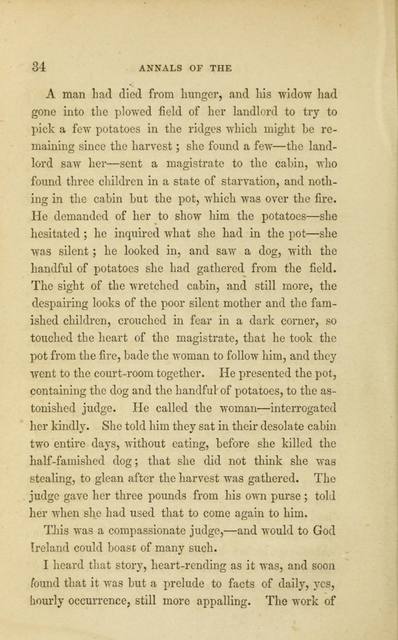 34 ANNALS OF THE
A man had died from hunger, and his widow had
gone into the plowed field of her landlord to try to
pick a few potatoes in the ridges which might be re-
maining since the harvest; she found a few—the land-
lord saw her—sent a magistrate to the cabin, who
found three children in a state of starvation, and noth-
ing in the cabin but the pot, which was over the fire.
He demanded of her to show him the potatoes—she
hesitated; he inquired what she had in the pot—she
was silent; he looked in, and saw a dog, with the
handful of potatoes she had gathered from the field.
The sight of the wretched cabin, and still more, the
despairing looks of the poor silent mother and the fam-
ished children, crouched in fear in a dark corner, so
touched the heart of the magistrate, that he took the
pot from the fire, bade the woman to follow him, and they
went to the court-room together. He presented the pot,
containing the dog and the handful of potatoes, to the as-
tonished judge. He called the woman—interrogated
her kindly. She told him they sat in their desolate cabin
two entire days, without eating, before she killed the
half-famished dog; that she did not think she was
stealing, to glean after the harvest was gathered. The
judge gave her three pounds from his own purse; told
her when she had used that to come again to him.
This was a compassionate judge,—and would to God
Ireland could boast of many such.
I heard that story, heart-rending as it was, and soon
found that it was but a prelude to facts of daily, yes,
hourly occurrence, still more appalling. The work of